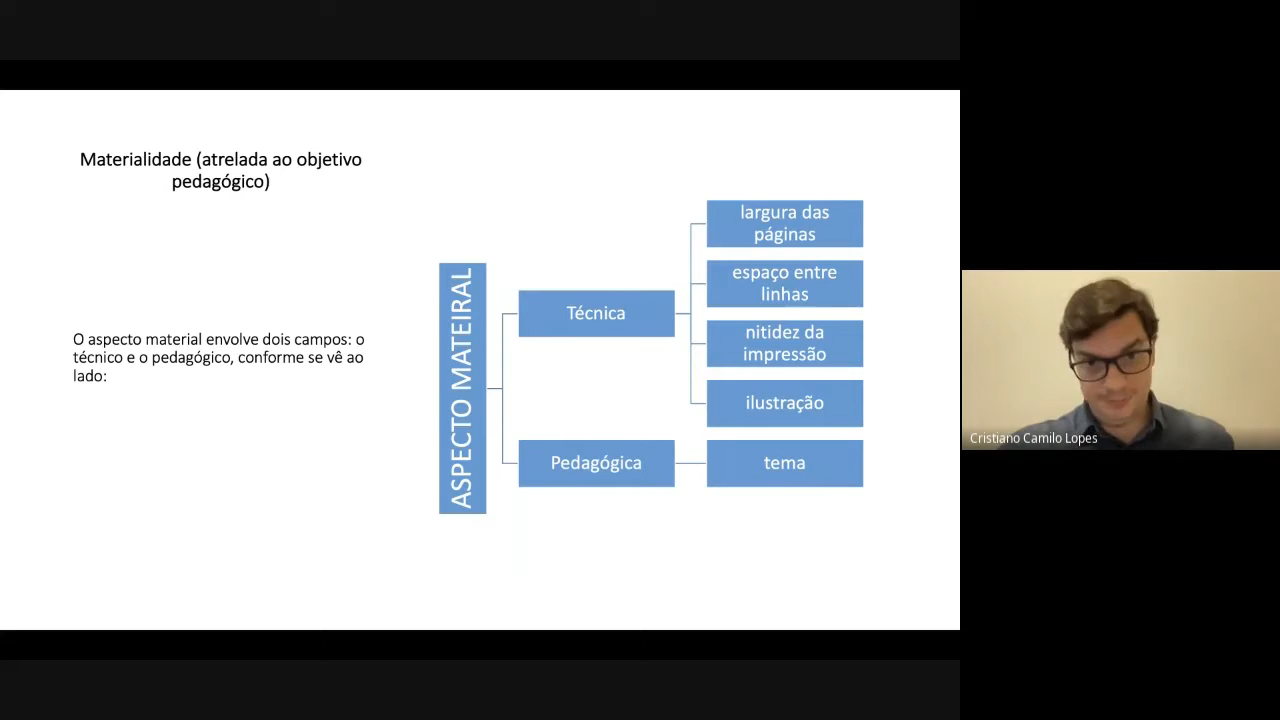 Materialidade (atrelada ao objetivo
pedagógico)
O aspecto material envolve dois campos: o
técnico e o pedagógico, conforme se vê ao
lado:
ASPECTO MATEIRAL
Técnica
largura das
páginas
espaço entre
linhas
nitidez da
impressão
ilustração
Pedagógica
tema
Cristiano Camilo Lopes